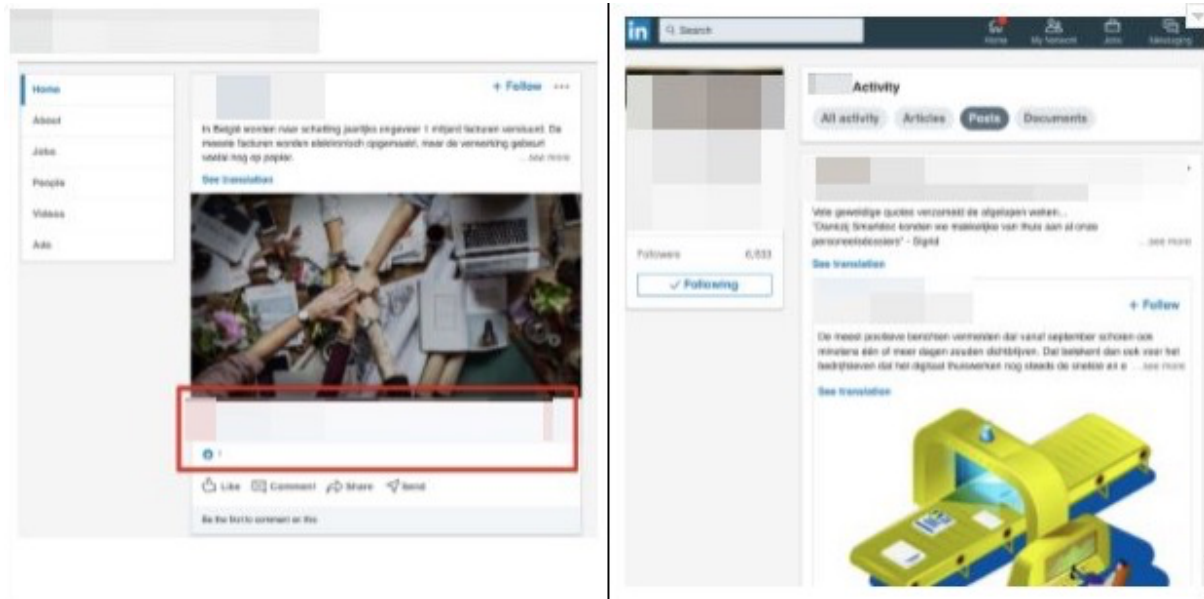 Home
About
Jobs
People
Videos
Ads
+ Follow ...
In België worden naar schatting jaarlijks ongeveer 1 miljard facturen verstuurd. De
meeste facturen worden elektronisch opgemaakt, maar de verwerking gebeurt
veelal nog op papier.
...see more
See translation
1
Like Comment Share Send
Be the first to comment on this
in Search
Home My Network Jobs Messaging
Followers 6,533
Following
Activity
All activity Articles Posts Documents
Vele geweldige quotes verzameld de afgelopen weken...
"Dankzij Smartdoc konden we makkelijke van thuis aan al onze
personeelsdossiers" - Sigrid
...see more
See translation
+ Follow
De meest positieve berichten vermelden dat vanaf september scholen ook
minstens één of meer dagen zouden dichtblijven. Dat betekent dan ook voor het
bedrijfsleven dat het digitaal thuiswerken nog steeds de snelste en e ...see more
See translation